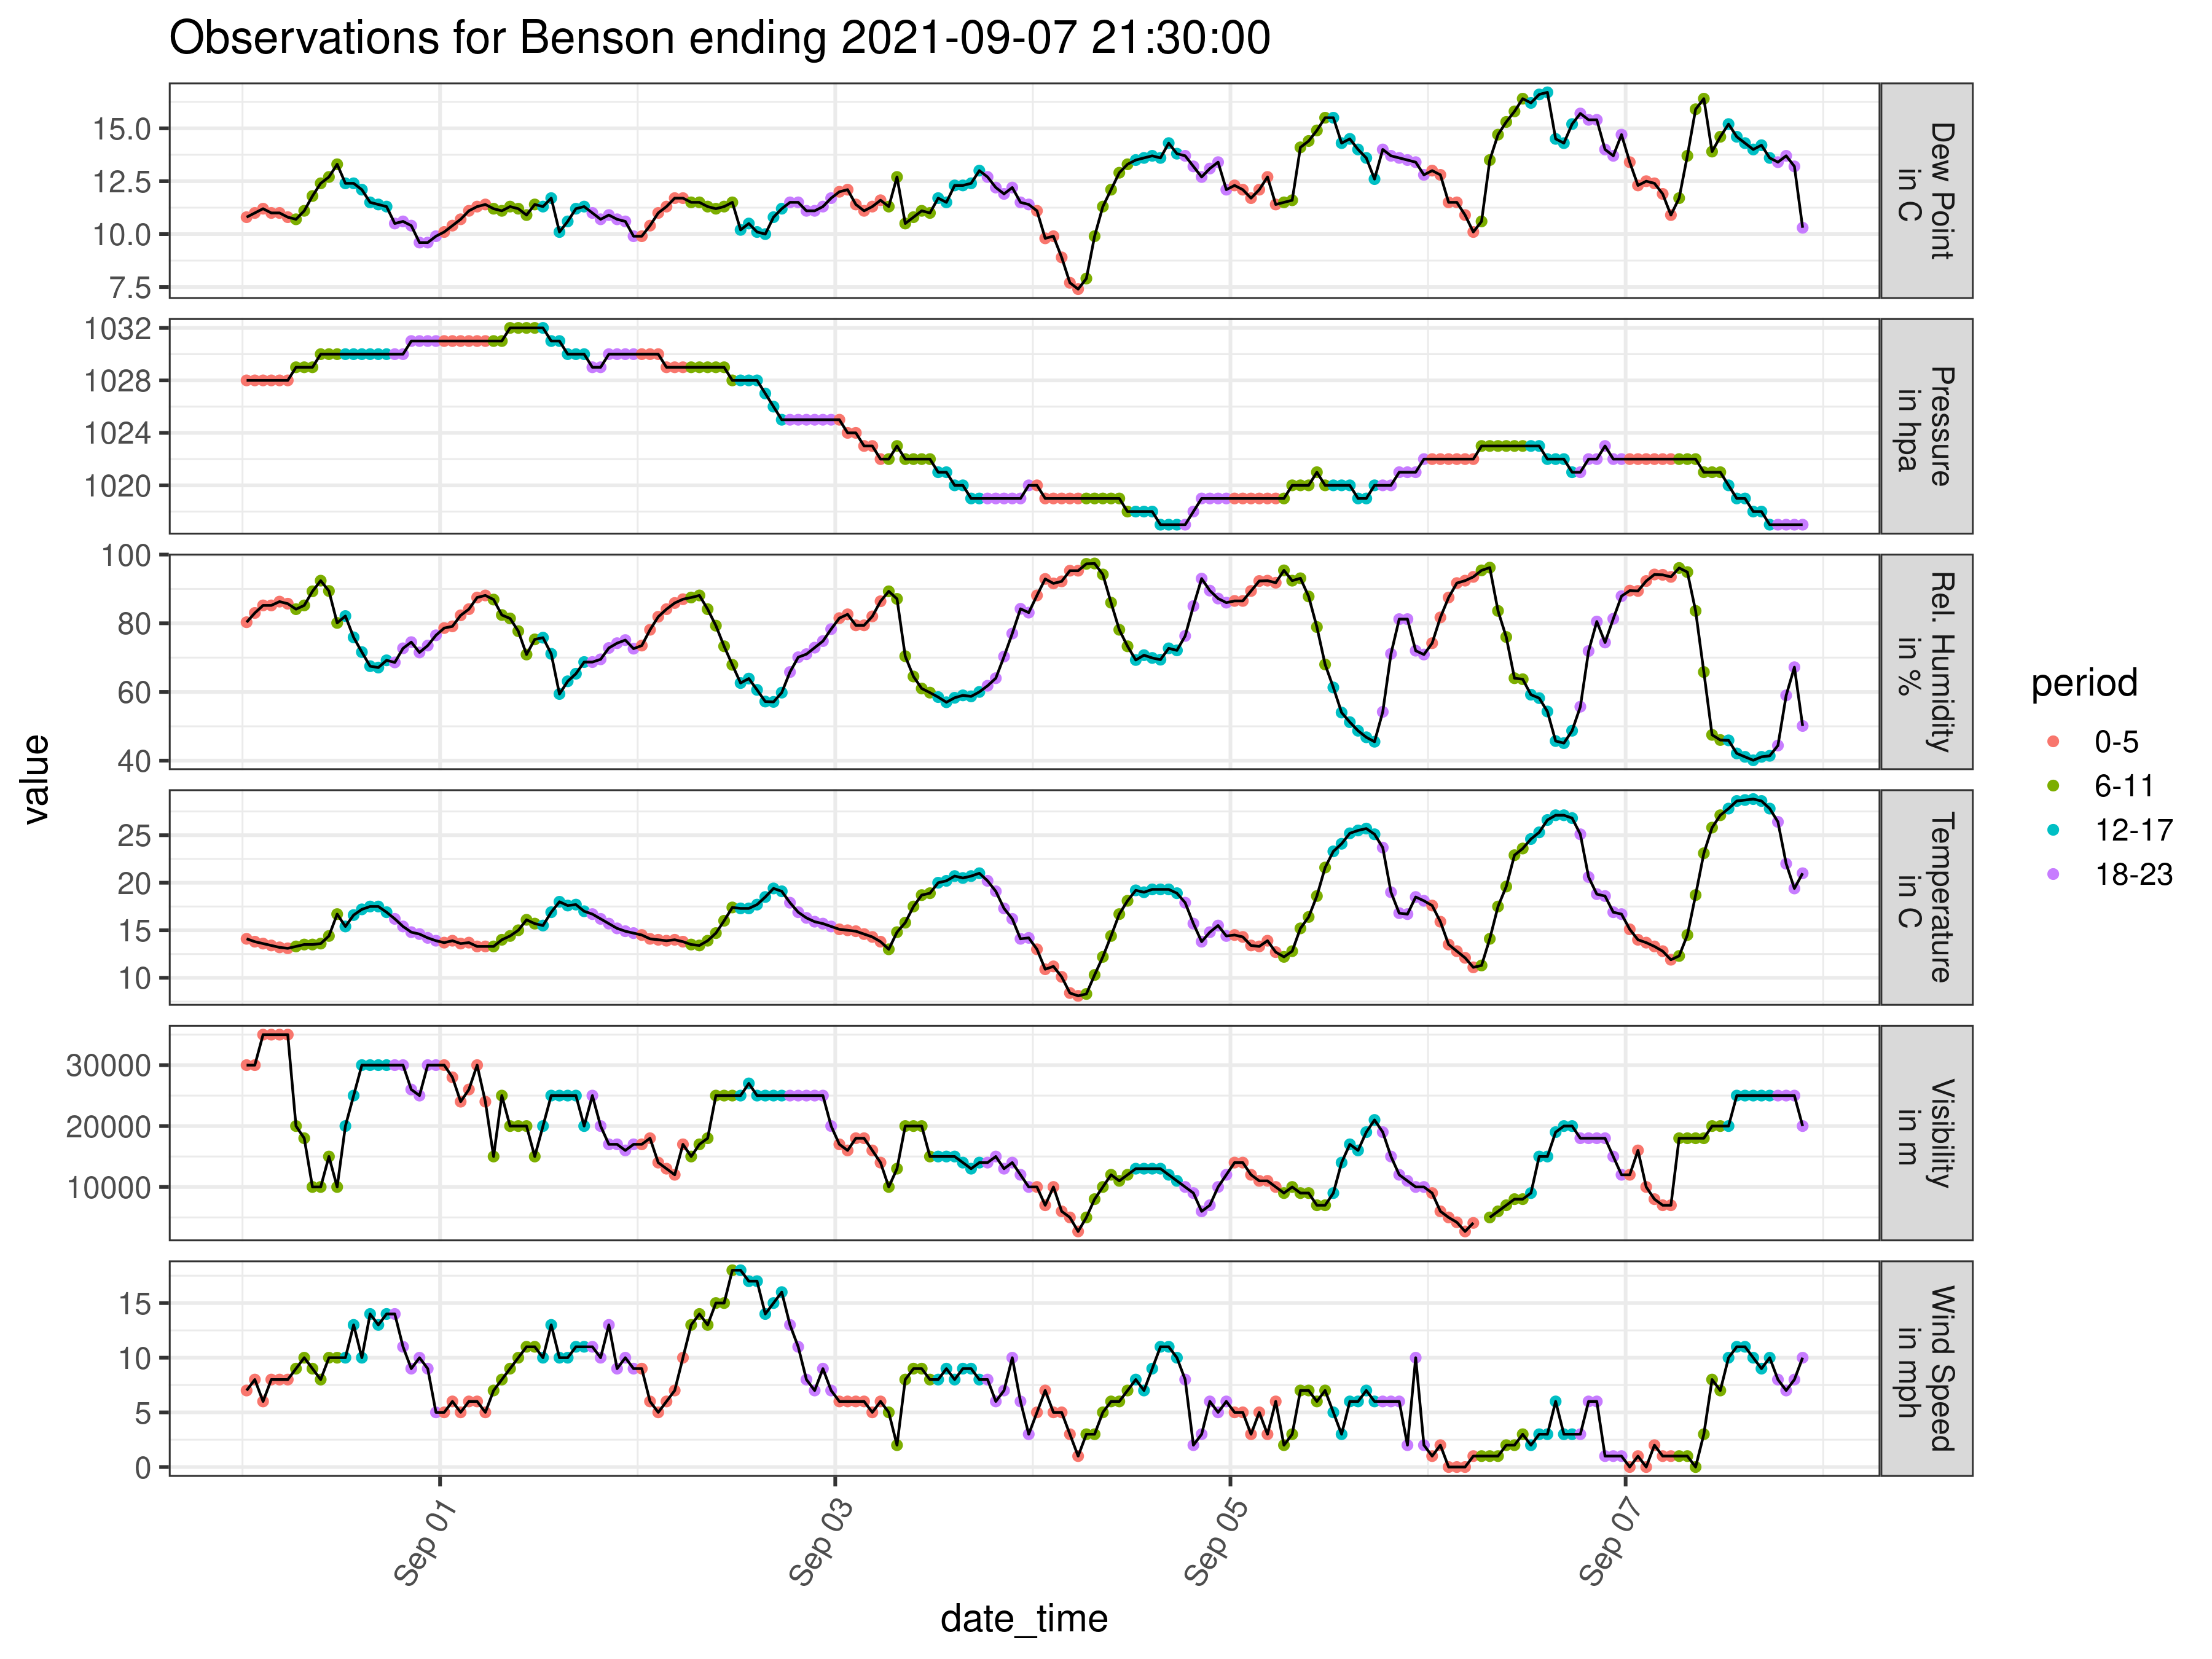 Observations for Benson ending 2021-09-07 21:30:00
value
15.0
12.5
10.0
7.5
Dew Point
in C
1032
1028
1024
1020
Pressure
in hpa
100
80
60
40
Rel. Humidity
in %
25
20
15
10
Temperature
in C
30000
20000
10000
Visibility
in m
15
10
5
0
Wind Speed
in mph
Sep 01
Sep 03
Sep 05
Sep 07
date_time
period
0-5
6-11
12-17
18-23